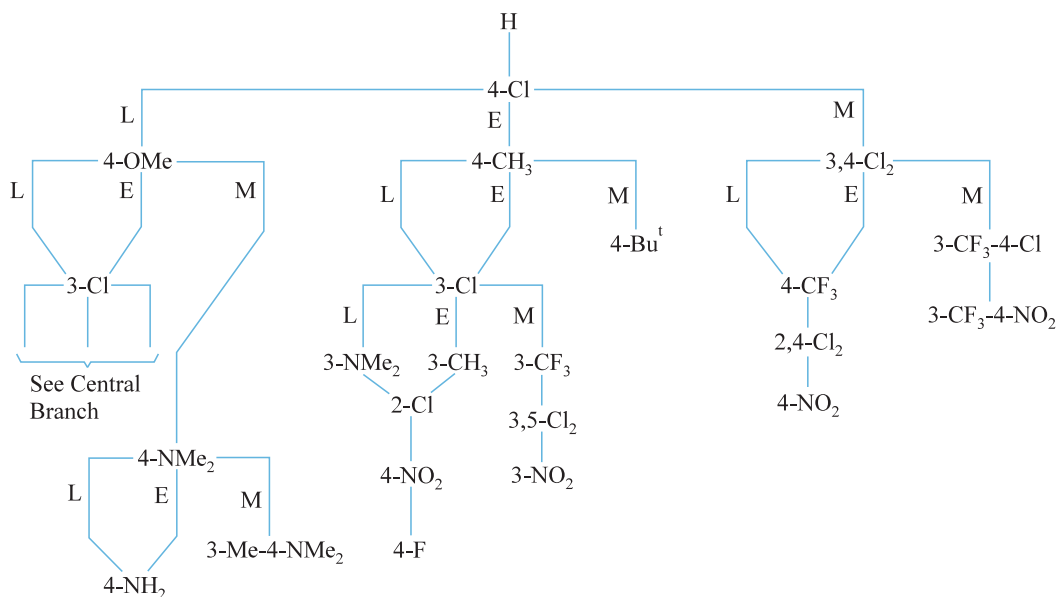 H
4-Cl
L
E
M
4-OMe
4-CH₃
3,4-Cl₂
L
E
M
L
E
M
L
E
M
4-Buᵗ
3-CF₃-4-Cl
3-Cl
3-Cl
4-CF₃
L
E
M
3-CF₃-4-NO₂
2,4-Cl₂
3-NMe₂
3-CH₃
3-CF₃
See Central
Branch
2-Cl
4-NO₂
3,5-Cl₂
4-NMe₂
4-NO₂
3-NO₂
L
E
M
3-Me-4-NMe₂
4-F
4-NH₂